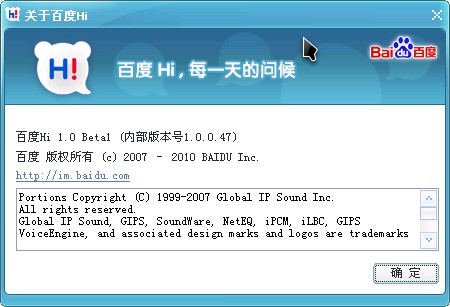 关于百度Hi
H!
百度 Hi，每一天的问候
Bai du 百度
百度Hi 1.0 Beta1 (内部版本号1.0.0.47)
百度 版权所有 (c) 2007 － 2010 BAIDU Inc.
http://im.baidu.com
Portions Copyright (C) 1999-2007 Global IP Sound Inc.
All rights reserved.
Global IP Sound, GIPS, SoundWare, NetEQ, iPCM, iLBC, GIPS
VoiceEngine, and associated design marks and logos are trademarks
确 定